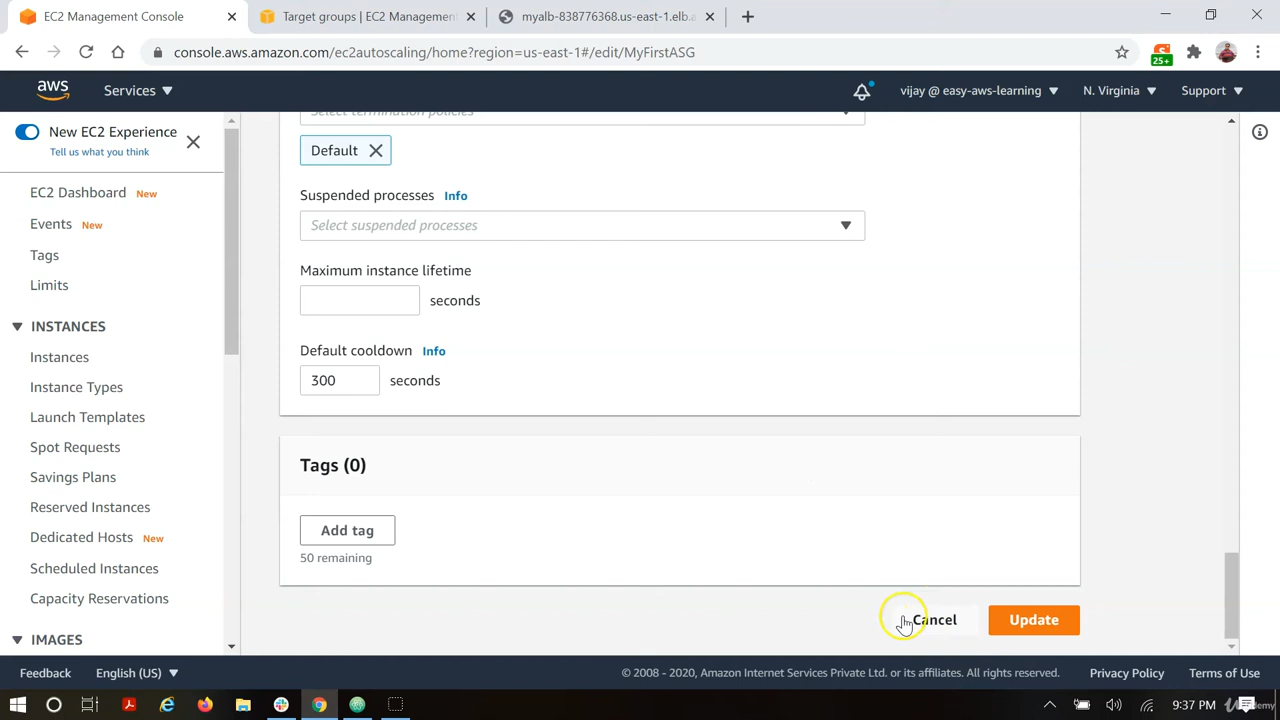 EC2 Management Console
Target groups | EC2 Management
myalb-838776368.us-east-1.elb.a
console.aws.amazon.com/ec2autoscaling/home?region=us-east-1#/edit/MyFirstASG
25+
aws
Services
vijay @ easy-aws-learning
N. Virginia
Support
New EC2 Experience
Tell us what you think
EC2 Dashboard New
Events New
Tags
Limits
INSTANCES
Instances
Instance Types
Launch Templates
Spot Requests
Savings Plans
Reserved Instances
Dedicated Hosts New
Scheduled Instances
Capacity Reservations
IMAGES
Select termination policies
Default
Suspended processes Info
Select suspended processes
Maximum instance lifetime
seconds
Default cooldown Info
300 seconds
Tags (0)
Add tag
50 remaining
Cancel
Update
Feedback
English (US)
© 2008 - 2020, Amazon Internet Services Private Ltd. or its affiliates. All rights reserved.
Privacy Policy
Terms of Use
9:37 PM
Udemy